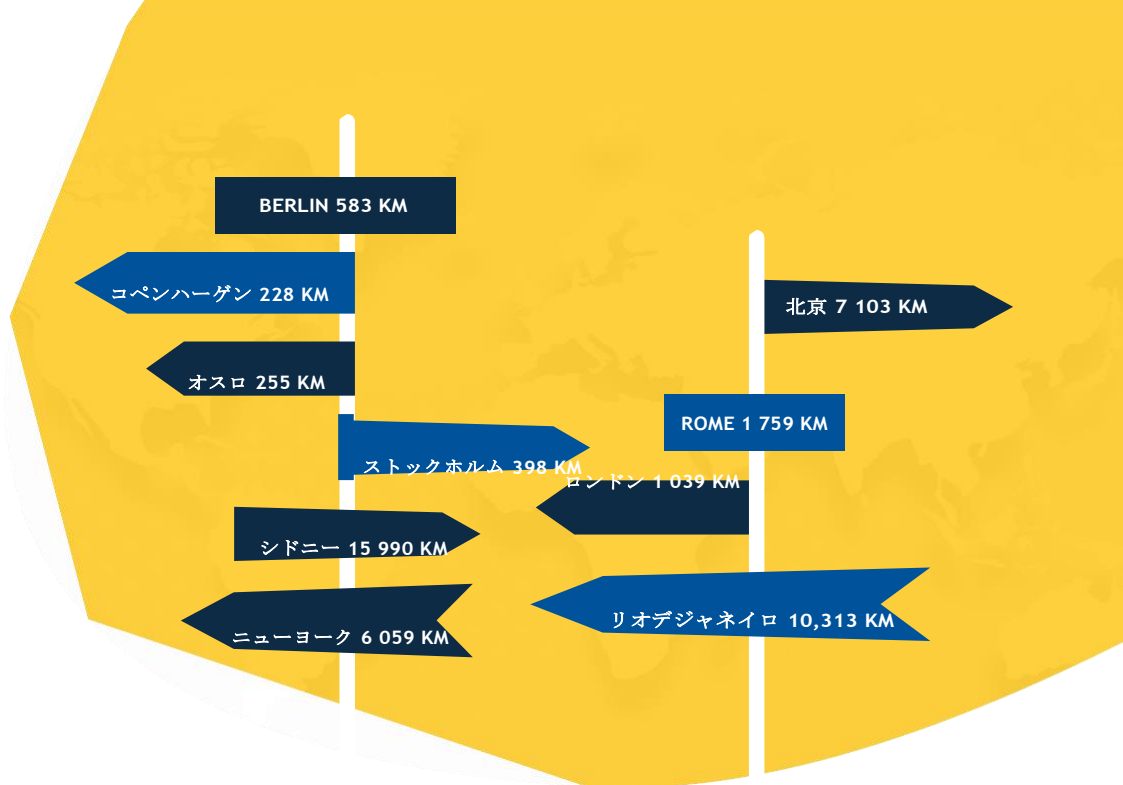 BERLIN 583 KM
コペンハーゲン 228 KM
オスロ 255 KM
ストックホルム 398 KM
シドニー 15 990 KM
ニューヨーク 6 059 KM
北京 7 103 KM
ROME 1 759 KM
ロンドン 1 039 KM
リオデジャネイロ 10,313 KM